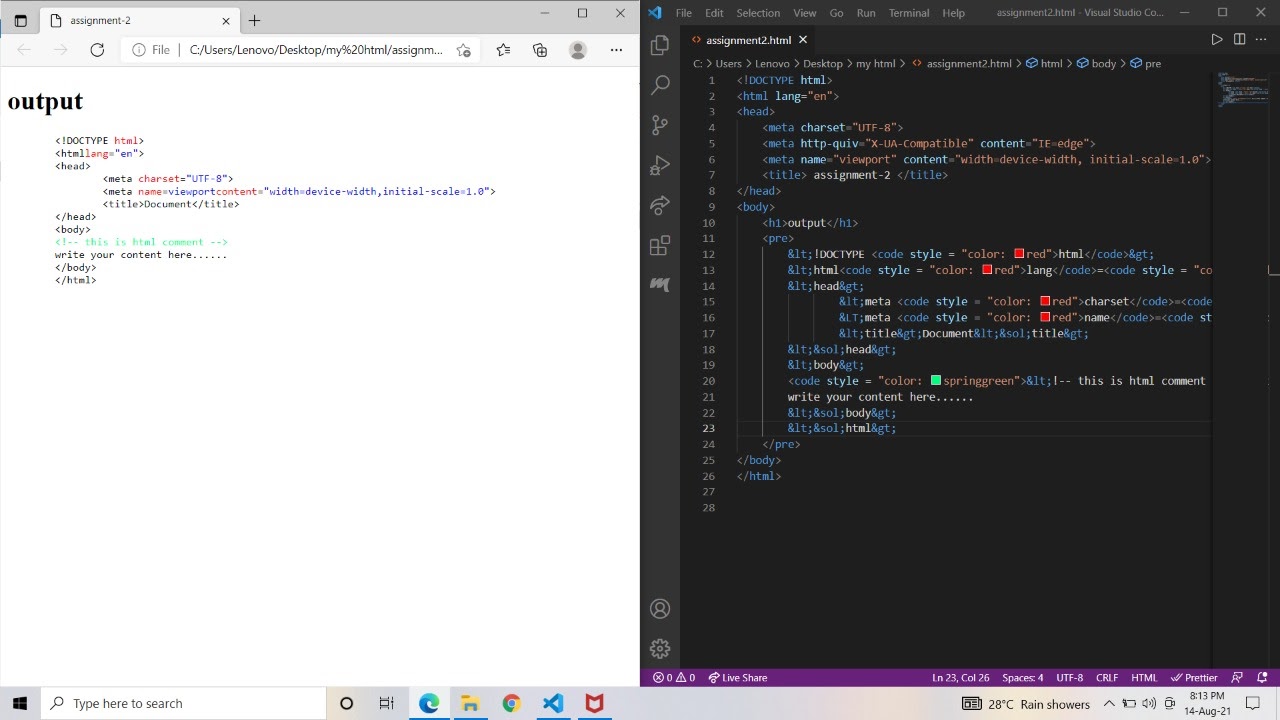 assignment-2
File | C:/Users/Lenovo/Desktop/my%20html/assignm...
output
<!DOCTYPE html>
<htmllang="en">
<head>
<meta charset="UTF-8">
<meta name=viewportcontent="width=device-width,initial-scale=1.0">
<title>Document</title>
</head>
<body>
<!-- this is html comment -->
write your content here......
</body>
</html>
File Edit Selection View Go Run Terminal Help assignment2.html - Visual Studio Co...
assignment2.html
C: > Users > Lenovo > Desktop > my html > assignment2.html > html > body > pre
1 <!DOCTYPE html>
2 <html lang="en">
3 <head>
4 <meta charset="UTF-8">
5 <meta http-quiv="X-UA-Compatible" content="IE=edge">
6 <meta name="viewport" content="width=device-width, initial-scale=1.0">
7 <title> assignment-2 </title>
8 </head>
9 <body>
10 <h1>output</h1>
11 <pre>
12 &lt;!DOCTYPE <code style = "color: red">html</code>&gt;
13 &lt;html<code style = "color: red">lang</code>=<code style = "co
14 &lt;head&gt;
15 &lt;meta <code style = "color: red">charset</code>=<code
16 &LT;meta <code style = "color: red">name</code>=<code st
17 &lt;title&gt;Document&lt;&sol;title&gt;
18 &lt;&sol;head&gt;
19 &lt;body&gt;
20 <code style = "color: springgreen">&lt;!-- this is html comment
21 write your content here......
22 &lt;&sol;body&gt;
23 &lt;&sol;html&gt;
24 </pre>
25 </body>
26 </html>
27
28
0 0 Live Share Ln 23, Col 26 Spaces: 4 UTF-8 CRLF HTML Prettier
Type here to search
28°C Rain showers
8:13 PM
14-Aug-21